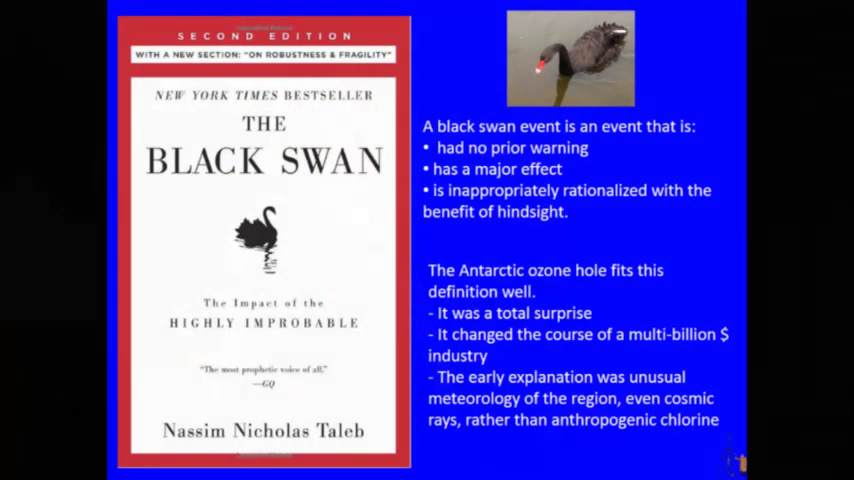 SECOND EDITION
WITH A NEW SECTION: "ON ROBUSTNESS & FRAGILITY"
NEW YORK TIMES BESTSELLER
THE
BLACK SWAN
The Impact of the
HIGHLY IMPROBABLE
"The most prophetic voice of all."
—GQ
Nassim Nicholas Taleb
A black swan event is an event that is:
• had no prior warning
• has a major effect
• is inappropriately rationalized with the
benefit of hindsight.
The Antarctic ozone hole fits this
definition well.
- It was a total surprise
- It changed the course of a multi-billion $
industry
- The early explanation was unusual
meteorology of the region, even cosmic
rays, rather than anthropogenic chlorine